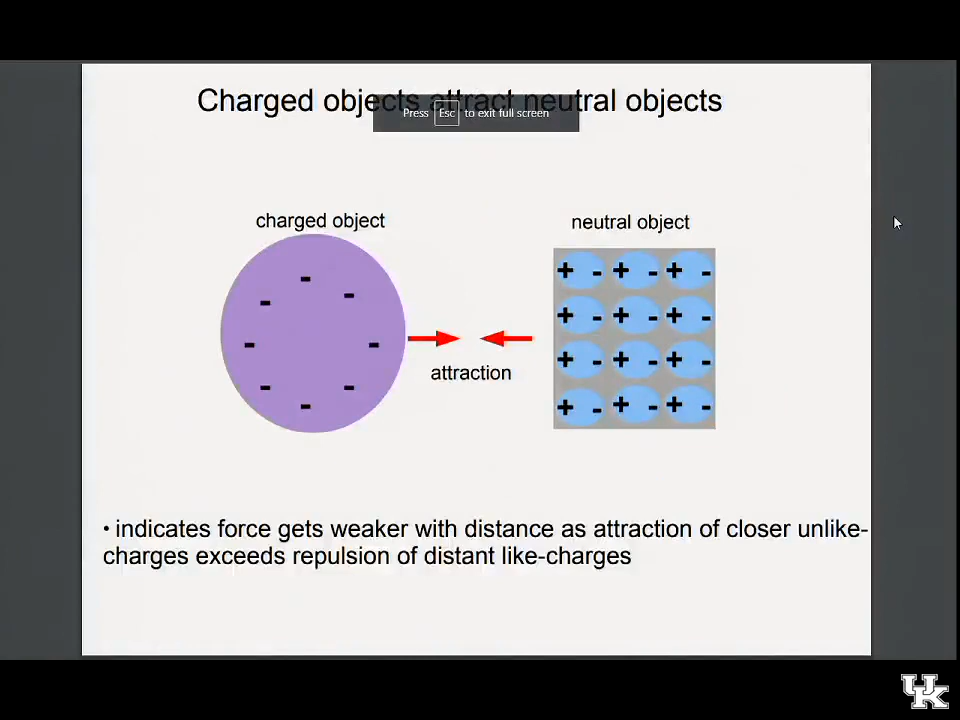 Charged objects attract neutral objects
Press Esc to exit full screen
charged object
neutral object
- - - - - - - -
+ - + - + -
+ - + - + -
+ - + - + -
+ - + - + -
attraction
• indicates force gets weaker with distance as attraction of closer unlike-
charges exceeds repulsion of distant like-charges
UK